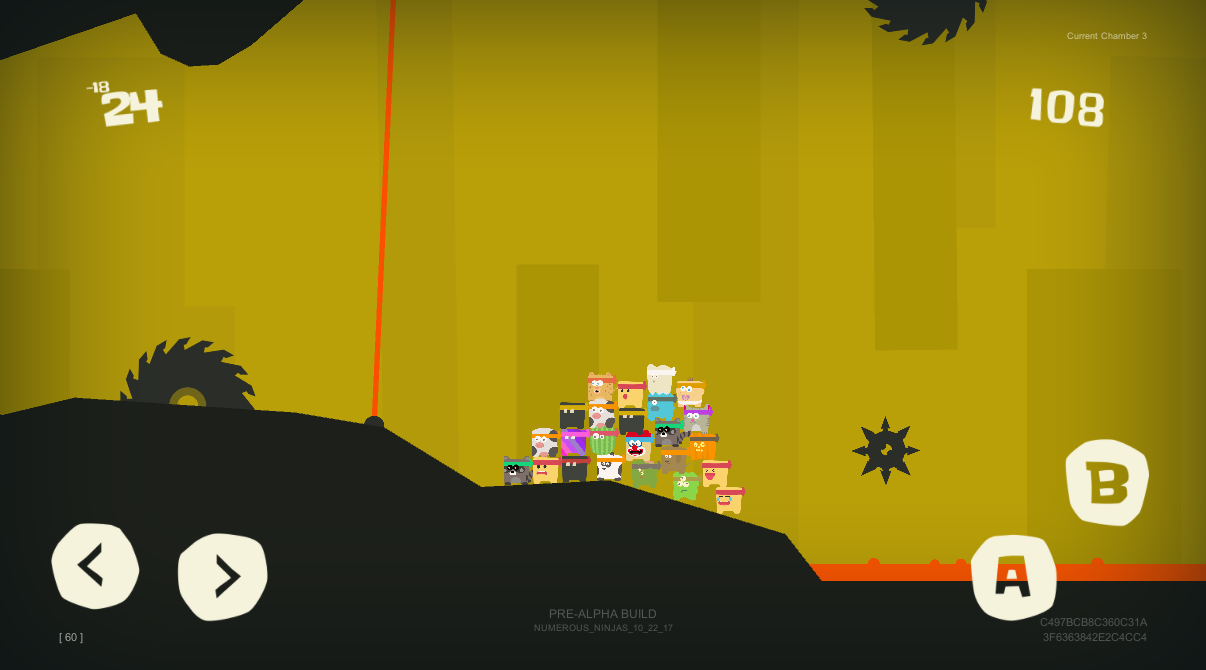 Current Chamber 3
-18
24
108
B
A
PRE-ALPHA BUILD
NUMEROUS_NINJAS_10_22_17
C497BCB8C360C31A
3F6363842E2C4CC4
[ 60 ]